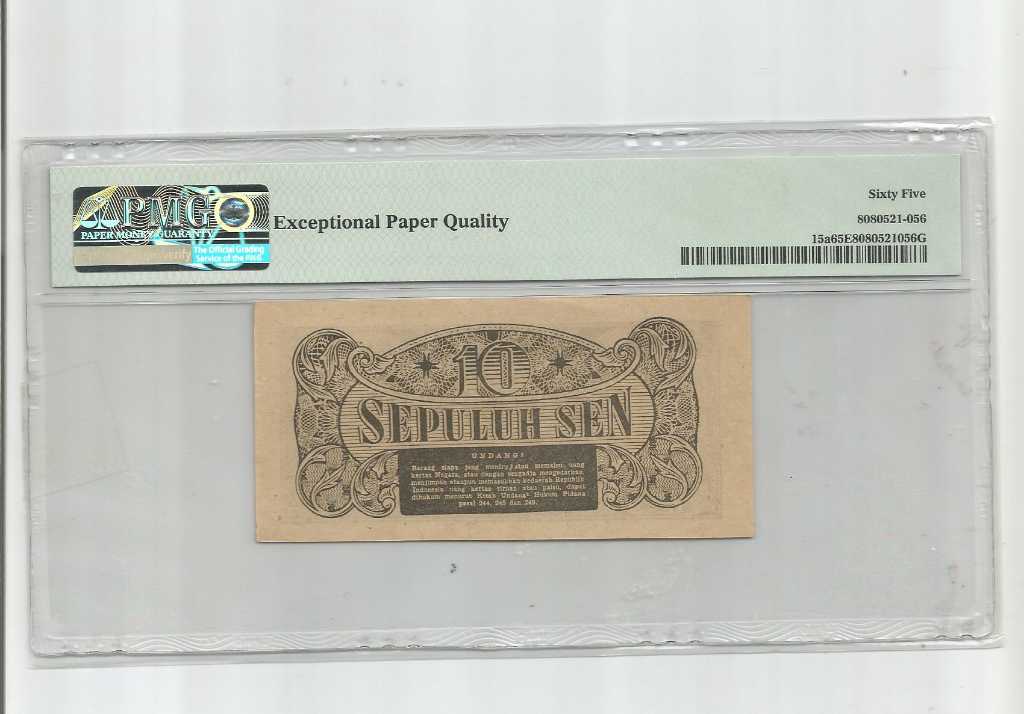 PMG
PAPER MONEY GUARANTY
The Official Grading
Service of the PNG
Exceptional Paper Quality
Sixty Five
8080521-056
15a65E8080521056G
10
SEPULUH SEN
UNDANG²
Barang siapa jang meniru / atau memalsu uang
kertas Negara, atau dengan sengadja mengedarkan,
menjimpan ataupun memasukkan kedaerah Republik
Indonesia uang kertas tiruan atau palsu, dapat
dihukum menurut Kitab Undang² Hukum Pidana
pasal 244, 245 dan 249.